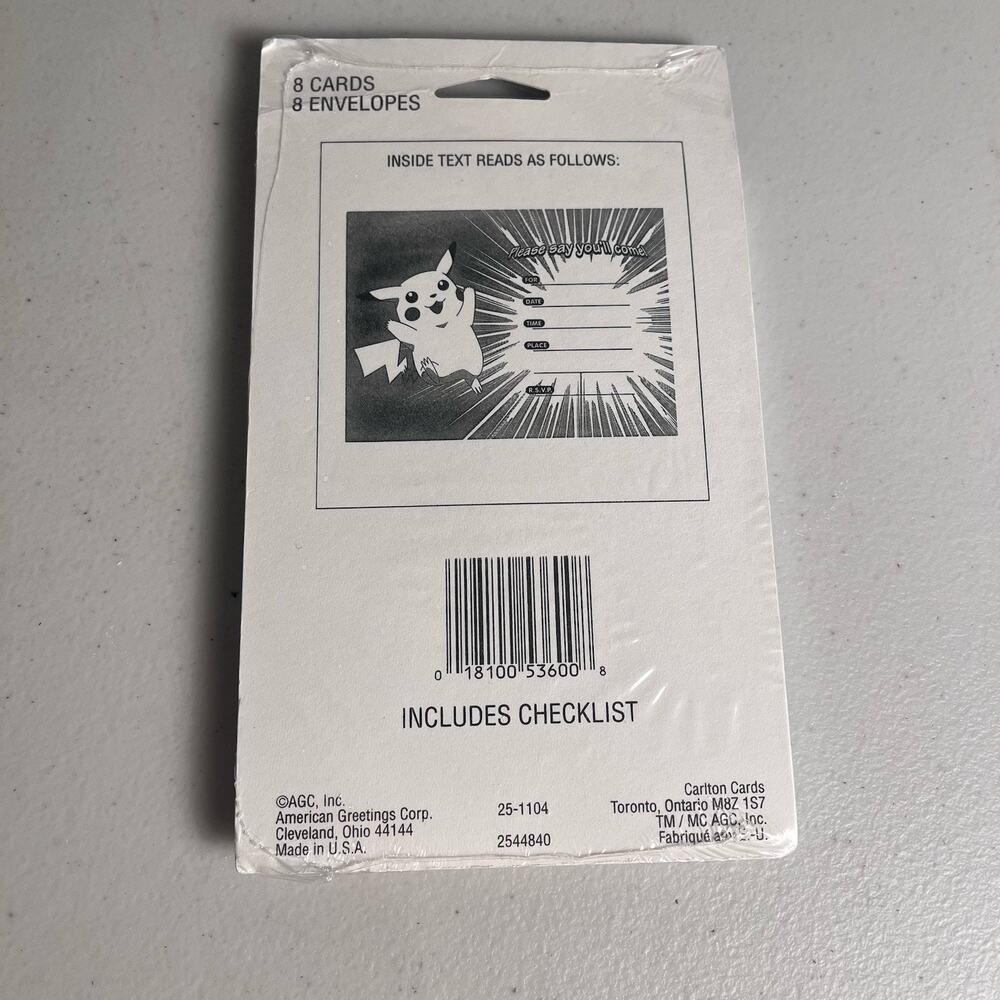 8 CARDS
8 ENVELOPES
INSIDE TEXT READS AS FOLLOWS:
Please say you'll come!
FOR
DATE
TIME
PLACE
R.S.V.P.
0 18100 53600 8
INCLUDES CHECKLIST
©AGC, Inc.
American Greetings Corp.
Cleveland, Ohio 44144
Made in U.S.A.
25-1104
2544840
Carlton Cards
Toronto, Ontario M8Z 1S7
TM / MC AGC, Inc.
Fabriqué É.-U.